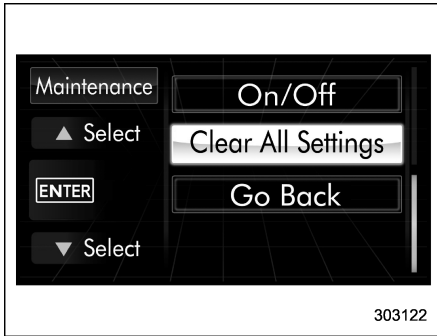 Maintenance
▲ Select
ENTER
▼ Select
On/Off
Clear All Settings
Go Back
303122